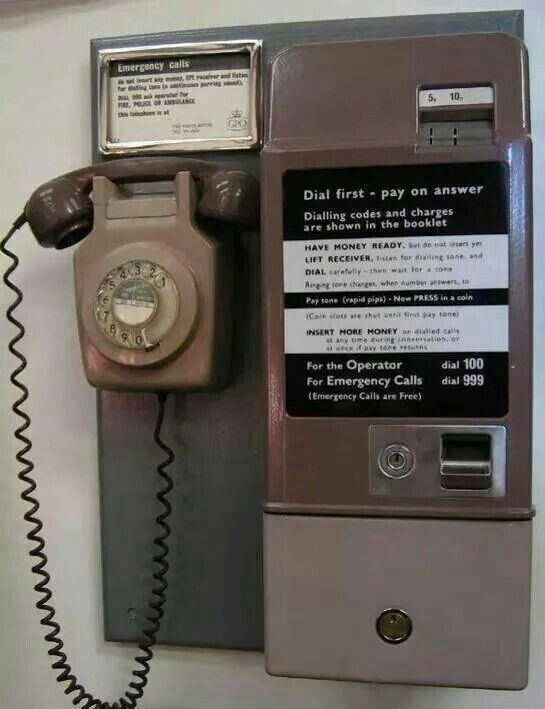 Emergency calls
do not insert any money, lift receiver and listen
for dialling tone (a continuous purring sound).
DIAL 999 ask operator for
FIRE, POLICE OR AMBULANCE
this telephone is at
GPO
5p 10p
Dial first - pay on answer
Dialling codes and charges
are shown in the booklet
HAVE MONEY READY, but do not insert yet
LIFT RECEIVER, listen for dialling tone, and
DIAL carefully - then wait for a tone
Ringing tone changes, when number answers, to
Pay tone (rapid pips) - Now PRESS in a coin
(Coin slots are shut until first pay tone)
INSERT MORE MONEY on dialled calls
at any time during conversation, or
at once if pay tone returns
For the Operator dial 100
For Emergency Calls dial 999
(Emergency Calls are Free)
1
2
3
4
5
6
7
8
9
0